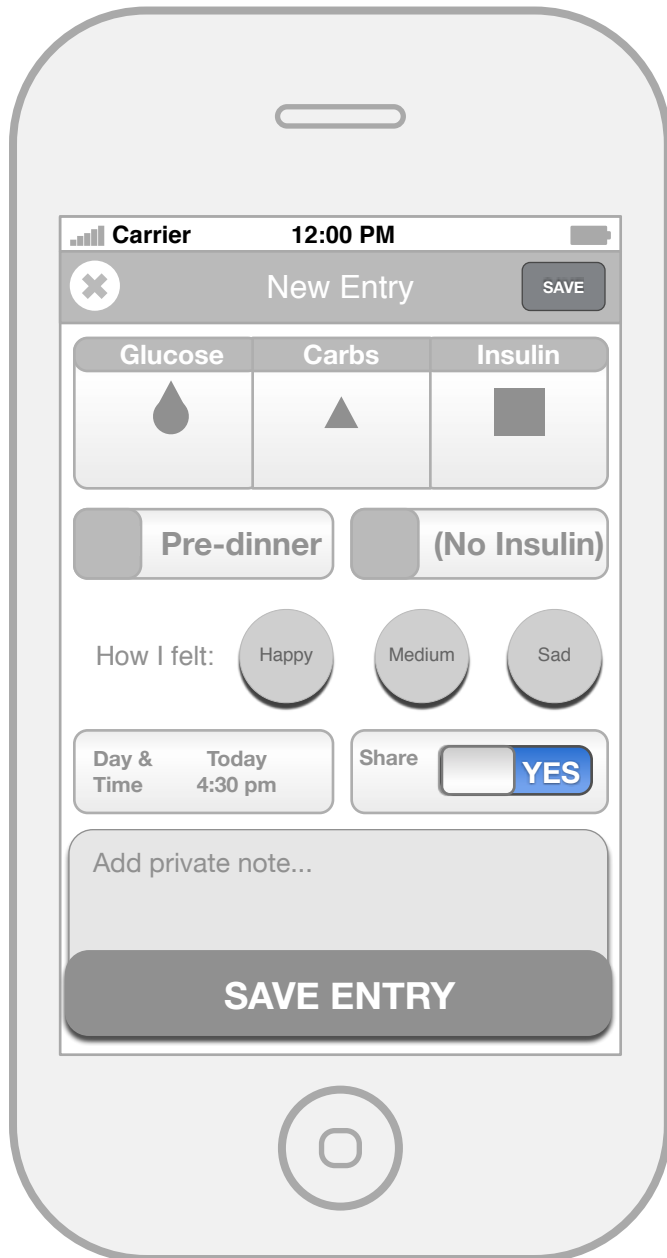 Carrier 12:00 PM
New Entry SAVE
Glucose Carbs Insulin
Pre-dinner (No Insulin)
How I felt: Happy Medium Sad
Day & Today Share YES
Time 4:30 pm
Add private note...
SAVE ENTRY